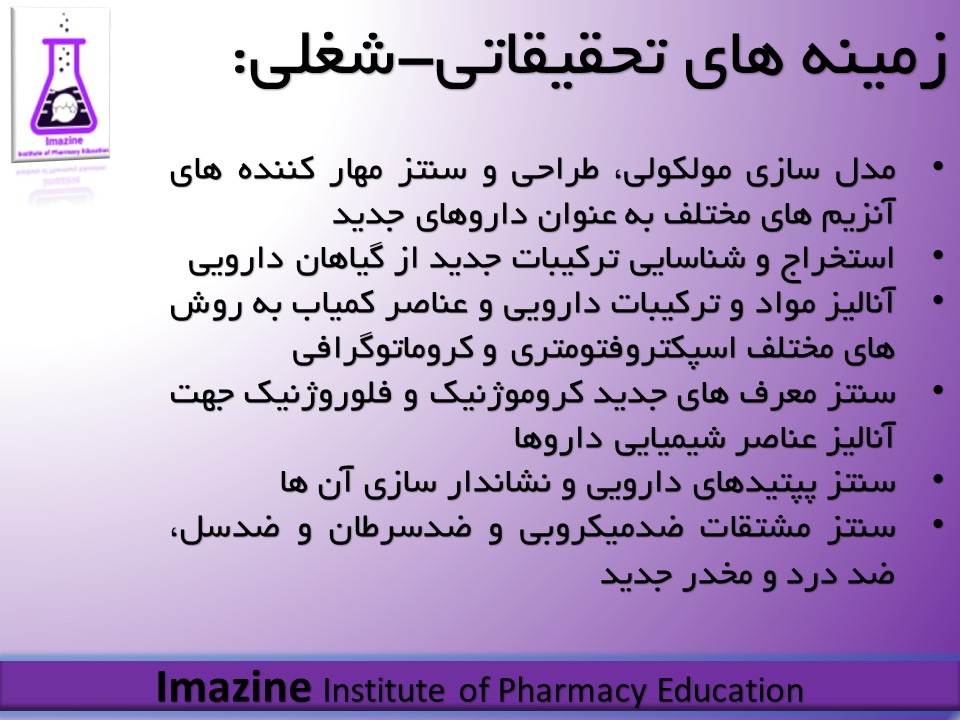 زمینه های تحقیقاتی-شغلی:
Imazine
Institute of Pharmacy Education
• مدل سازی مولکولی، طراحی و سنتز مهار کننده های
آنزیم های مختلف به عنوان داروهای جدید
• استخراج و شناسایی ترکیبات جدید از گیاهان دارویی
• آنالیز مواد و ترکیبات دارویی و عناصر کمیاب به روش
های مختلف اسپکتروفتومتری و کروماتوگرافی
• سنتز معرف های جدید کروموژنیک و فلوروژنیک جهت
آنالیز عناصر شیمیایی داروها
• سنتز پپتیدهای دارویی و نشاندار سازی آن ها
• سنتز مشتقات ضدمیکروبی و ضدسرطان و ضدسل،
ضد درد و مخدر جدید
Imazine Institute of Pharmacy Education